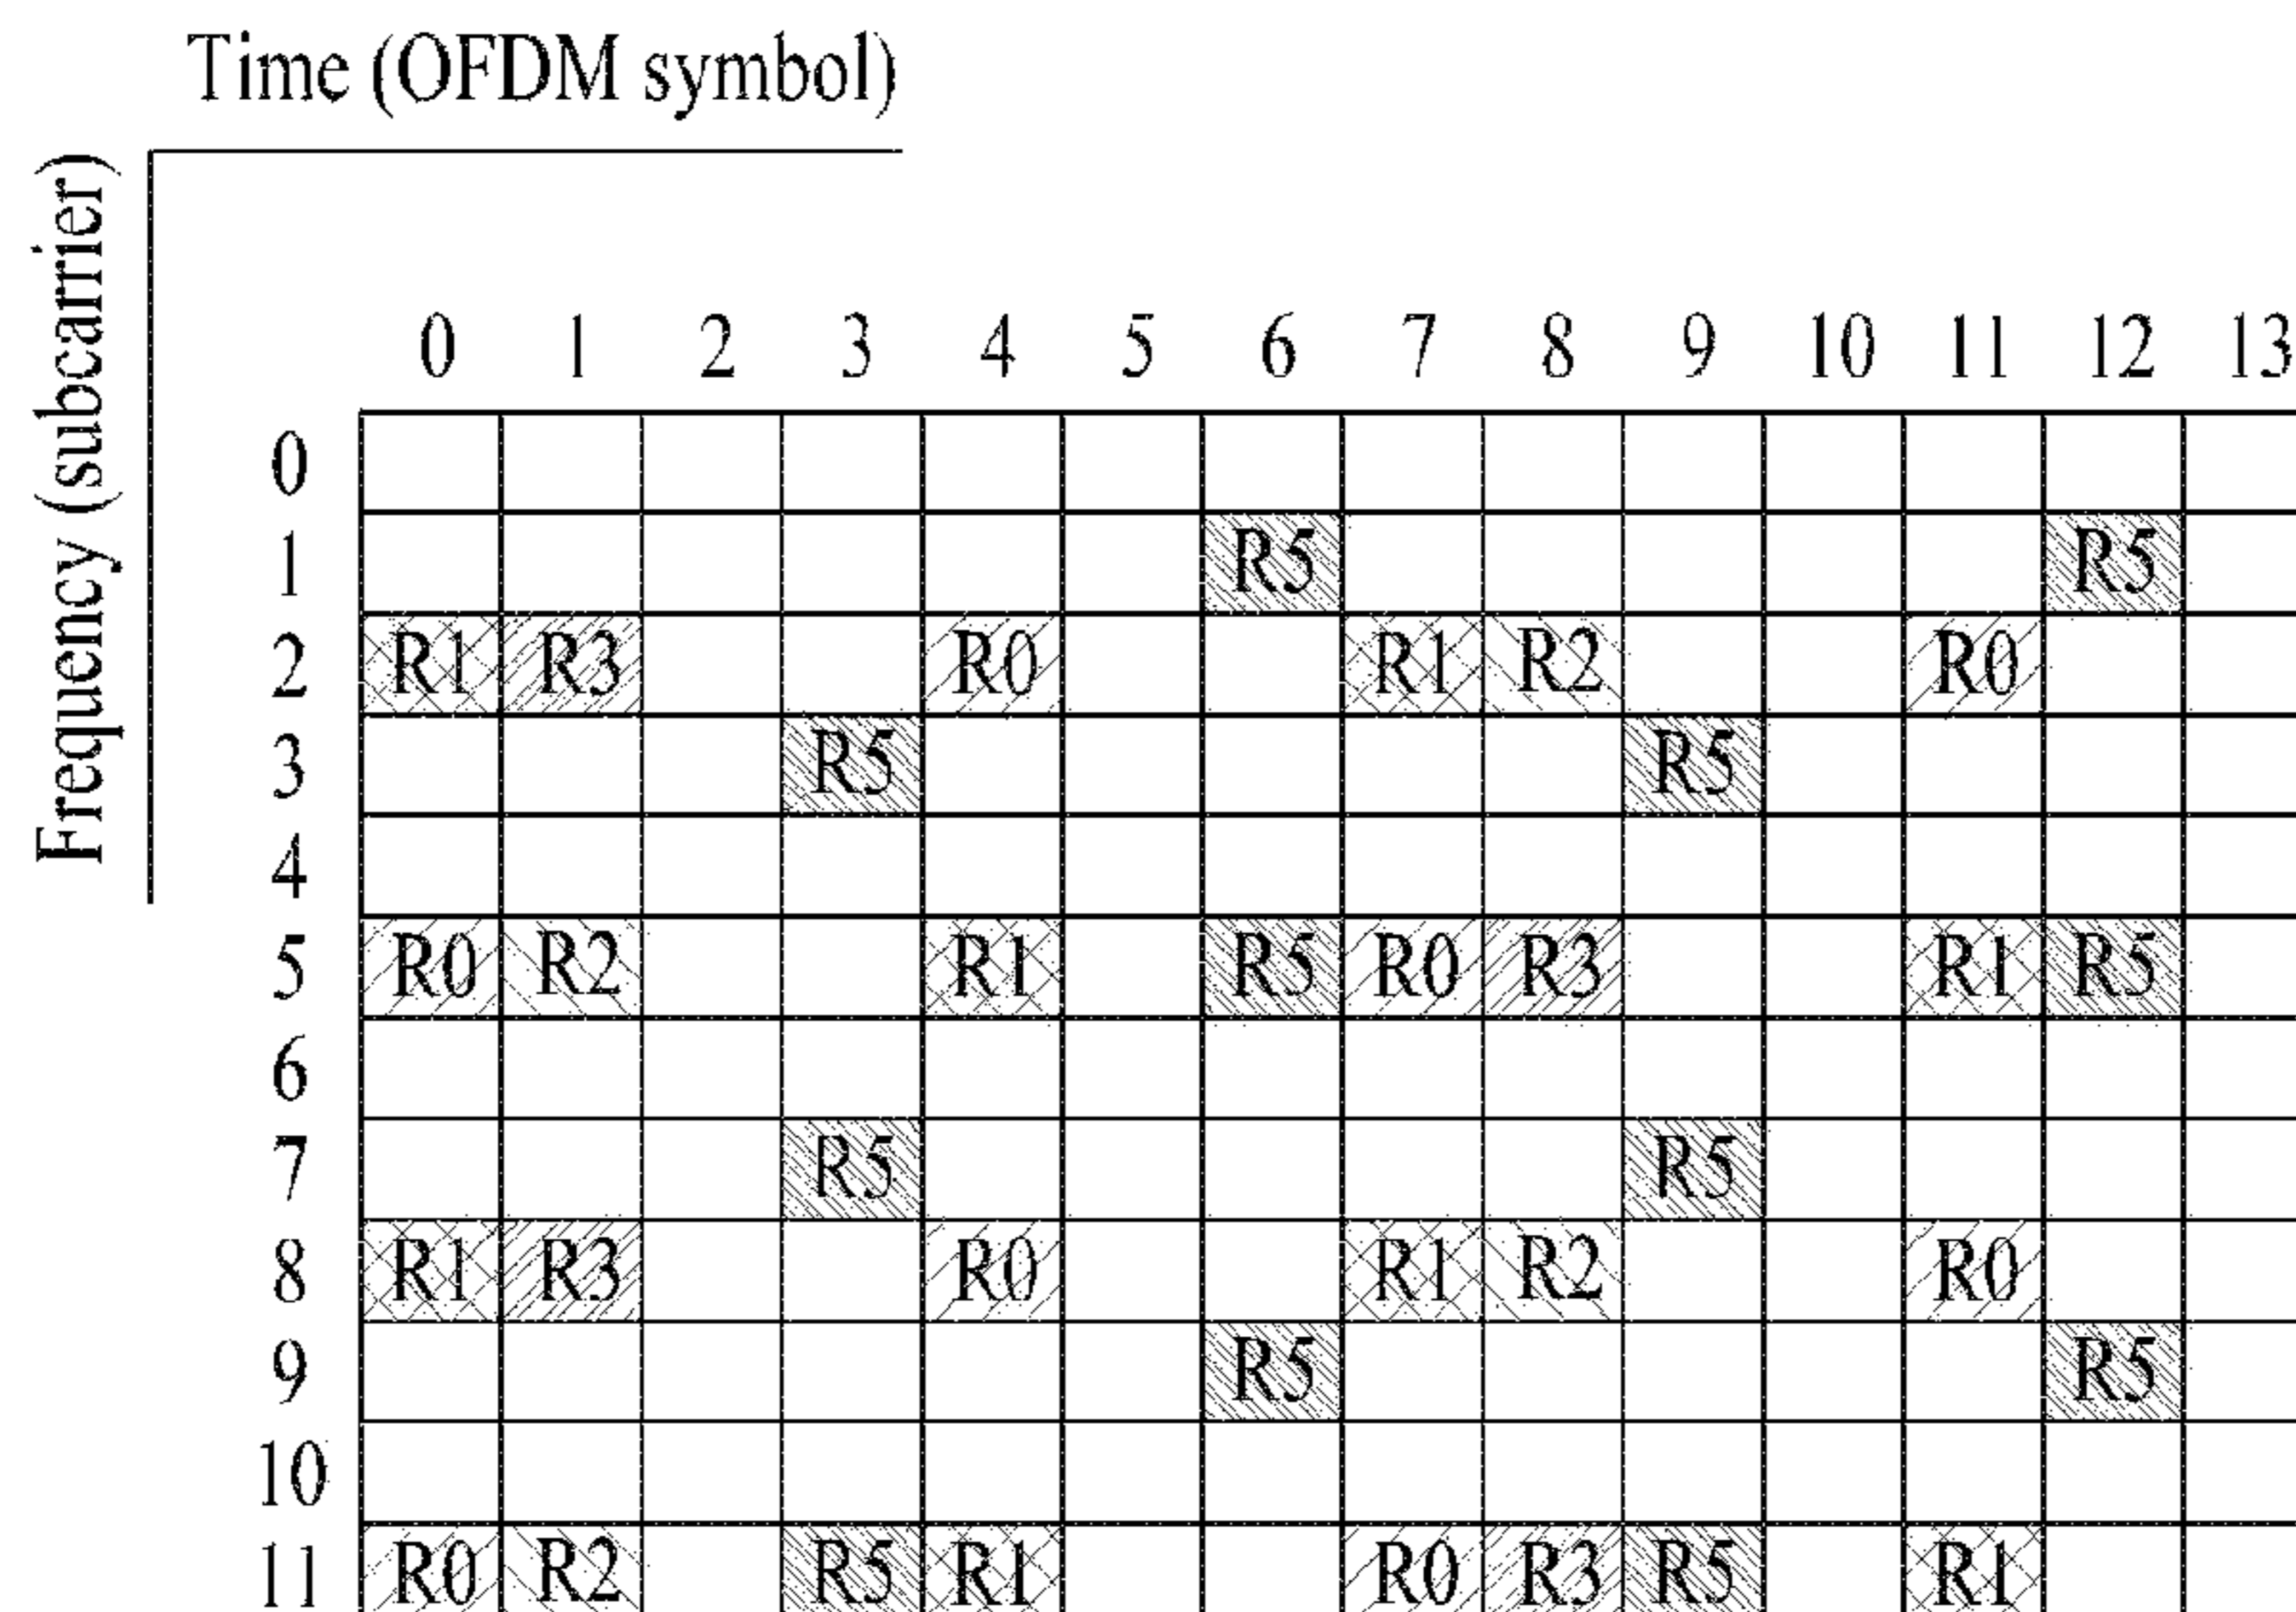 Time (OFDM symbol)
Frequency (subcarrier)
0 1 2 3 4 5 6 7 8 9 10 11 12 13
0
1 R5 R5
2 R1 R3 R0 R1 R2 R0
3 R5 R5
4
5 R0 R2 R1 R5 R0 R3 R1 R5
6
7 R5 R5
8 R1 R3 R0 R1 R2 R0
9 R5 R5
10
11 R0 R2 R5 R1 R0 R3 R5 R1